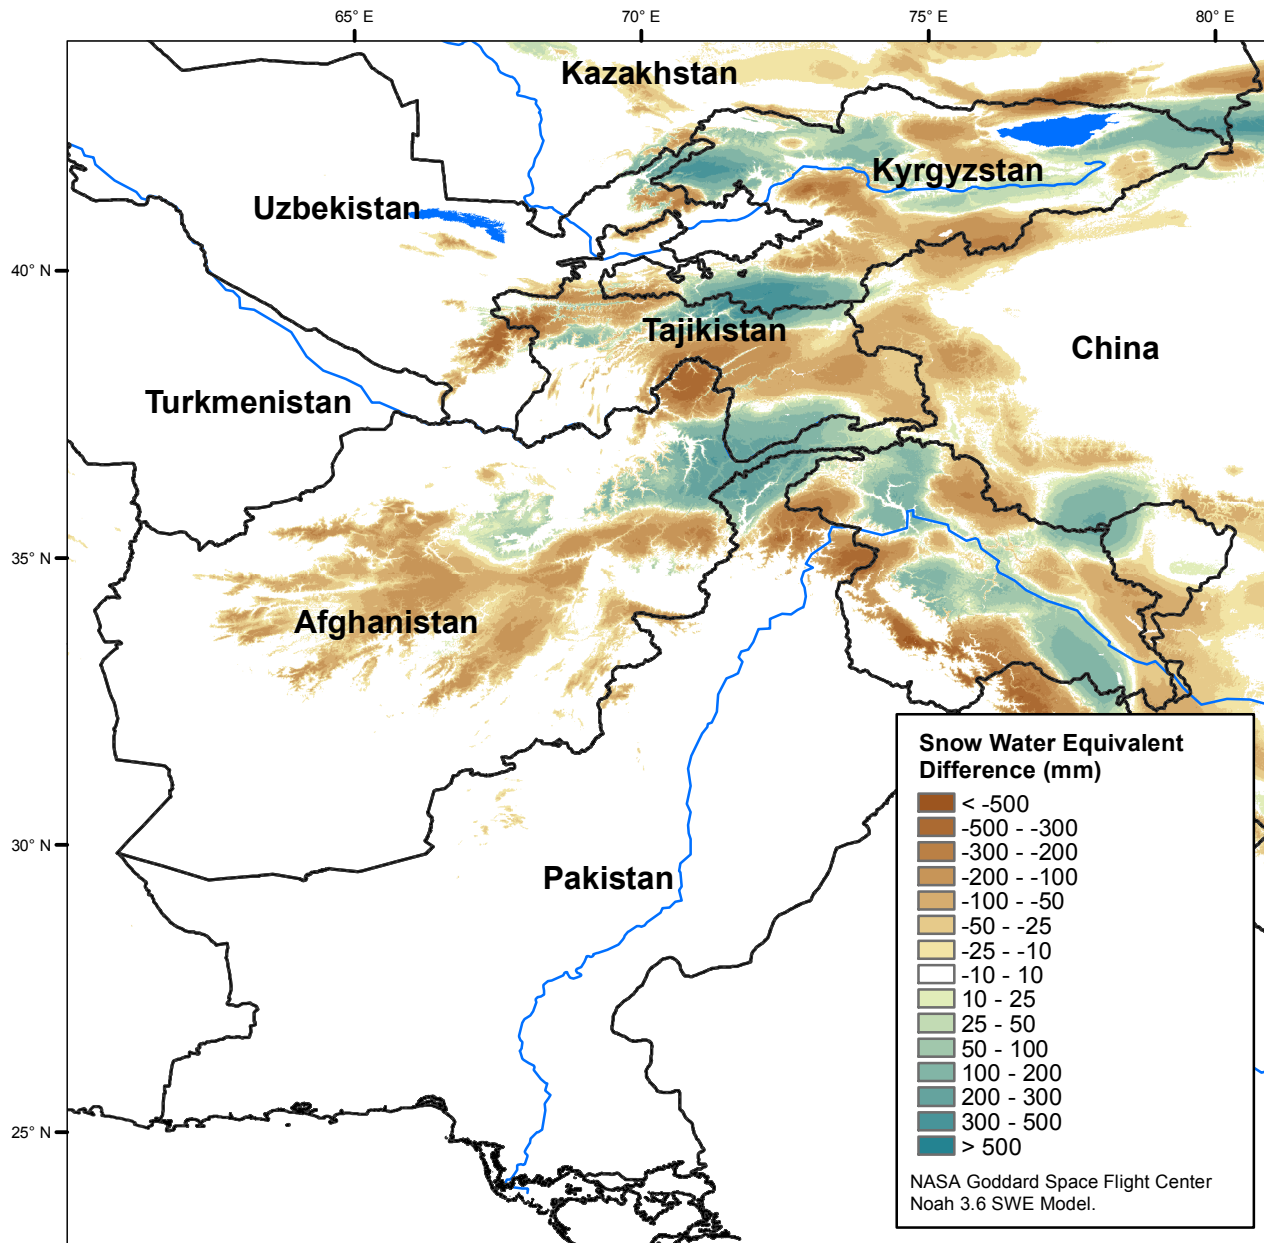 65° E
70° E
75° E
80° E
Kazakhstan
Kyrgyzstan
Uzbekistan
40° N
Tajikistan
China
Turkmenistan
35° N
Afghanistan
30° N
Pakistan
25° N
Snow Water Equivalent
Difference (mm)
< -500
-500 - -300
-300 - -200
-200 - -100
-100 - -50
-50 - -25
-25 - -10
-10 - 10
10 - 25
25 - 50
50 - 100
100 - 200
200 - 300
300 - 500
> 500
NASA Goddard Space Flight Center
Noah 3.6 SWE Model.